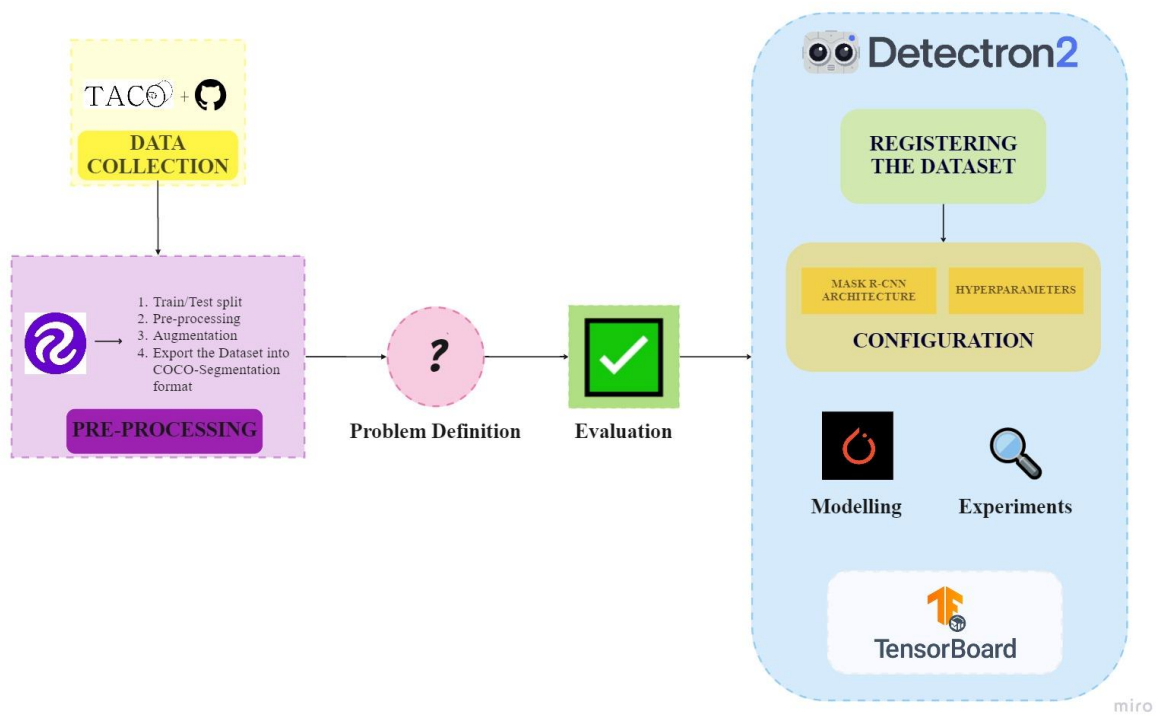 TACO +
DATA
COLLECTION
1. Train/Test split
2. Pre-processing
3. Augmentation
4. Export the Dataset into
COCO-Segmentation
format
PRE-PROCESSING
?
Problem Definition
Evaluation
Detectron2
REGISTERING
THE DATASET
MASK R-CNN
ARCHITECTURE
HYPERPARAMETERS
CONFIGURATION
Modelling
Experiments
TensorBoard
miro